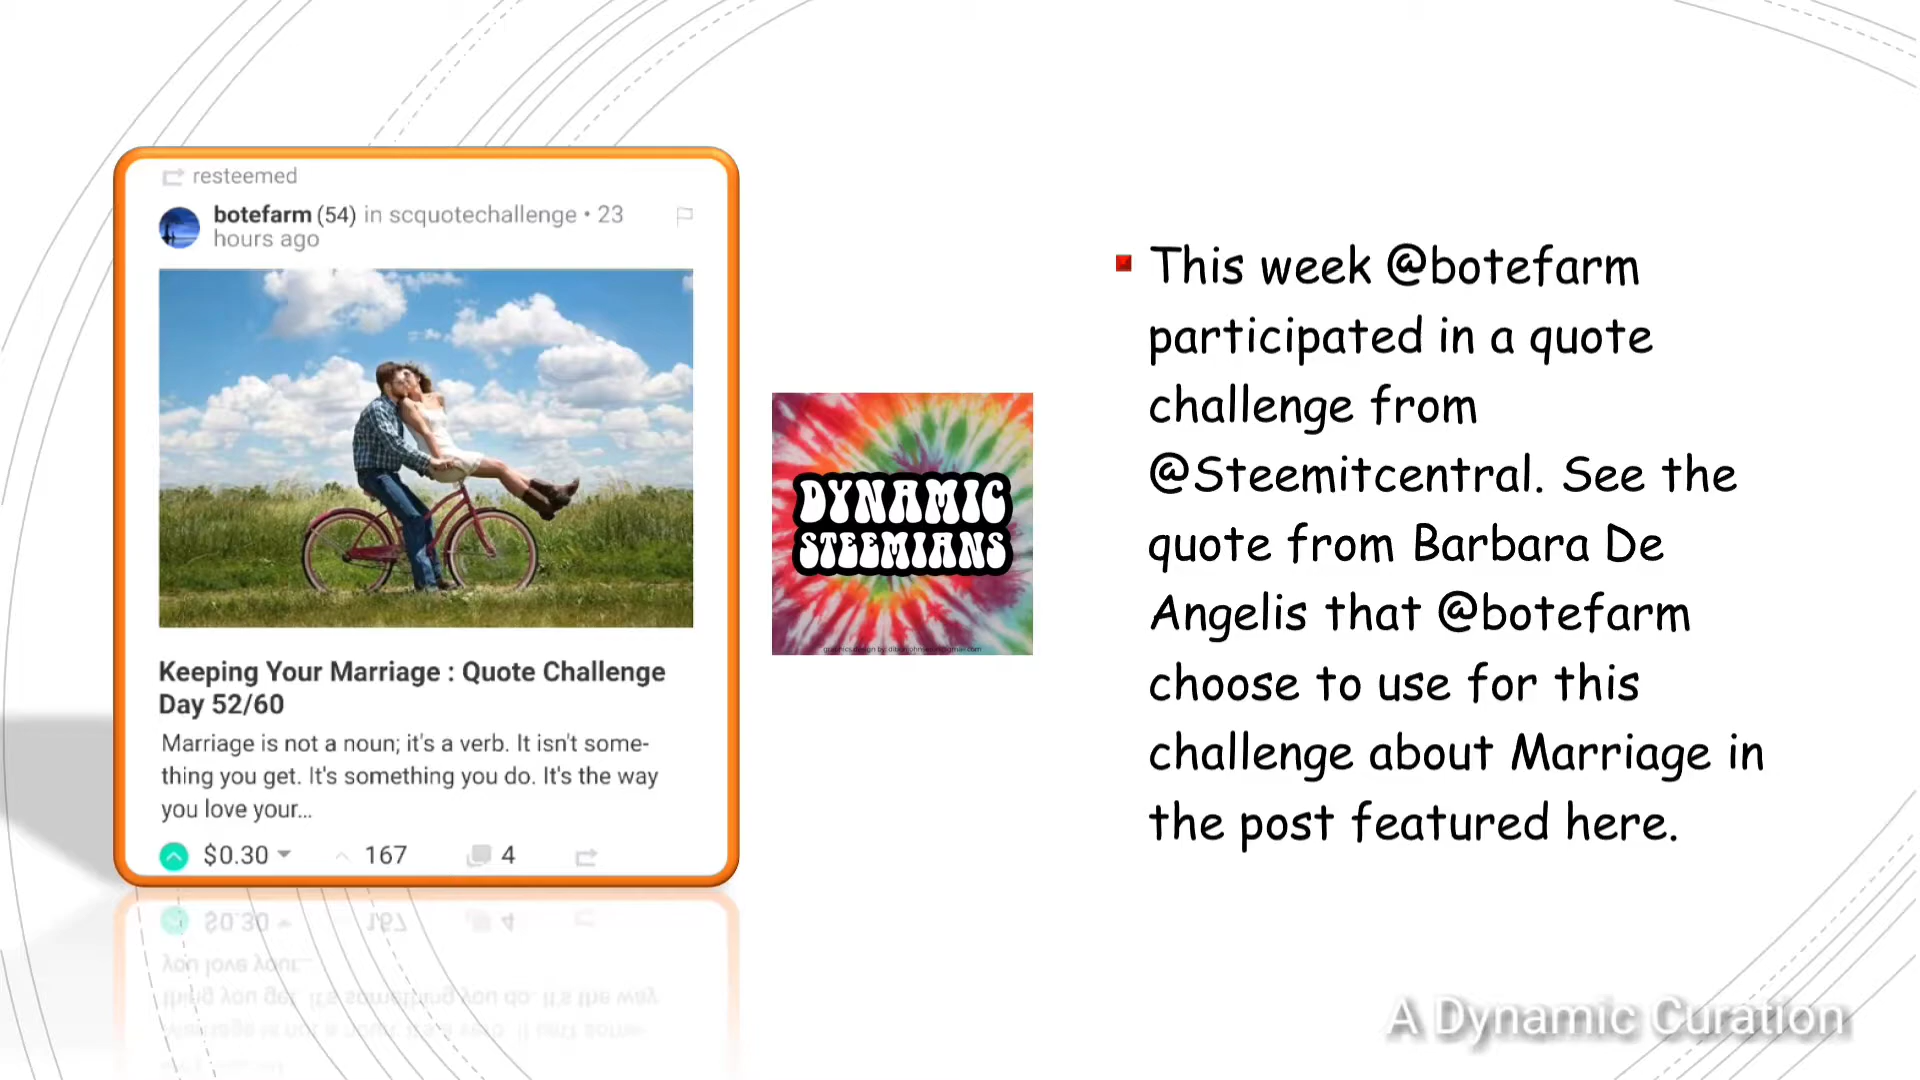 resteemed
botefarm (54) in scquotechallenge • 23
hours ago
Keeping Your Marriage : Quote Challenge
Day 52/60
Marriage is not a noun; it's a verb. It isn't some-
thing you get. It's something you do. It's the way
you love your...
$0.30 167 4
DYNAMIC
STEEMIANS
This week @botefarm
participated in a quote
challenge from
@Steemitcentral. See the
quote from Barbara De
Angelis that @botefarm
choose to use for this
challenge about Marriage in
the post featured here.
A Dynamic Curation